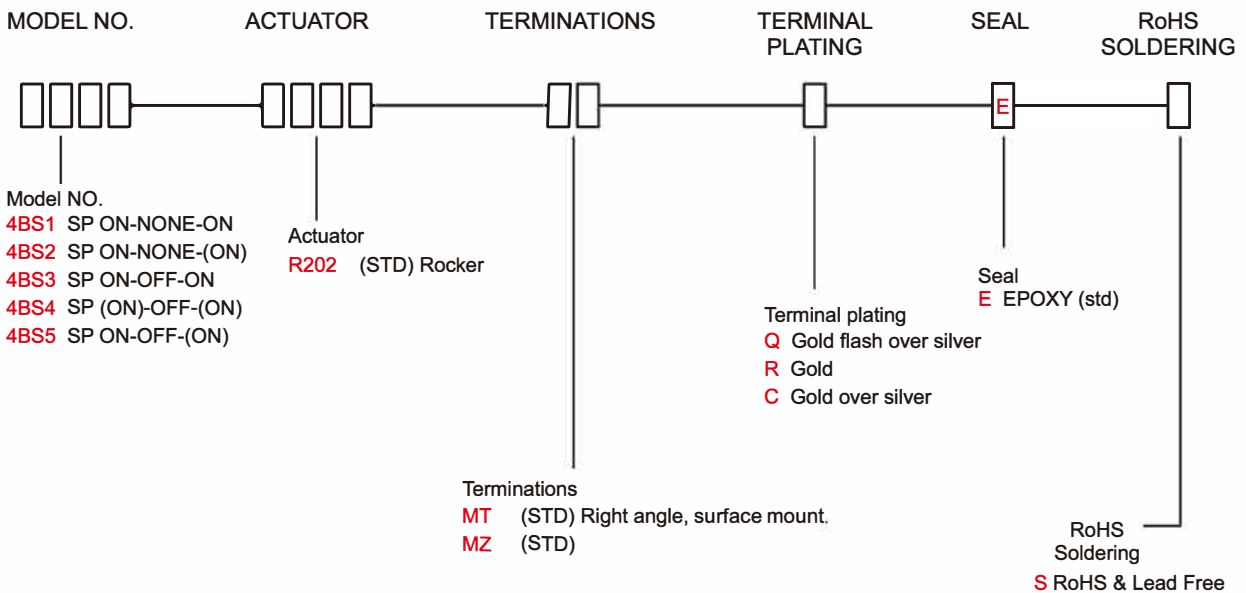 MODEL NO.
ACTUATOR
TERMINATIONS
TERMINAL
PLATING
SEAL
RoHS
SOLDERING
E
Model NO.
4BS1 SP ON-NONE-ON
4BS2 SP ON-NONE-(ON)
4BS3 SP ON-OFF-ON
4BS4 SP (ON)-OFF-(ON)
4BS5 SP ON-OFF-(ON)
Actuator
R202 (STD) Rocker
Terminations
MT (STD) Right angle, surface mount.
MZ (STD)
Terminal plating
Q Gold flash over silver
R Gold
C Gold over silver
Seal
E EPOXY (std)
RoHS
Soldering
S RoHS & Lead Free